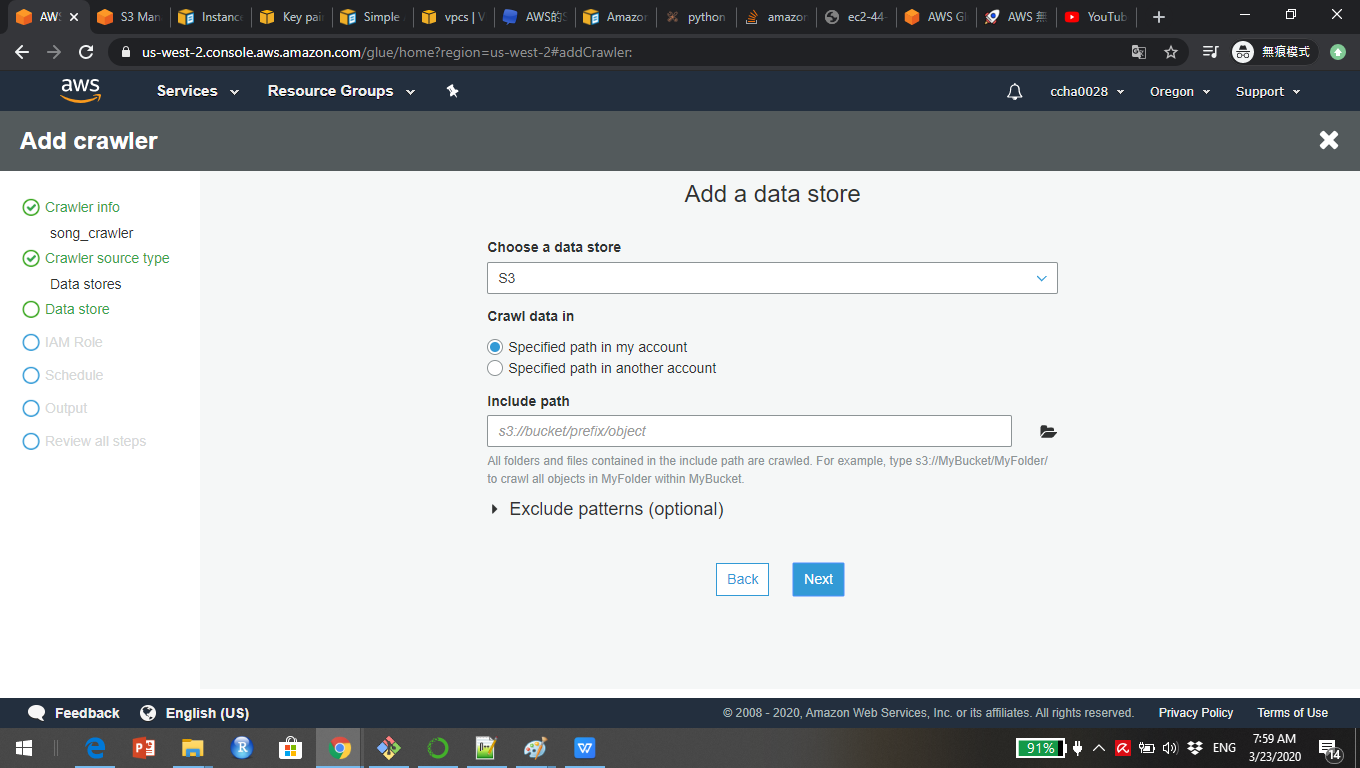 AWS
S3 Man
Instance
Key pai
Simple
vpcs | V
AWS的S
Amazon
python
amazon
ec2-44-
AWS Gl
AWS 無
YouTub
us-west-2.console.aws.amazon.com/glue/home?region=us-west-2#addCrawler:
無痕模式
aws
Services
Resource Groups
ccha0028
Oregon
Support
Add crawler
Crawler info
song_crawler
Crawler source type
Data stores
Data store
IAM Role
Schedule
Output
Review all steps
Add a data store
Choose a data store
S3
Crawl data in
Specified path in my account
Specified path in another account
Include path
s3://bucket/prefix/object
All folders and files contained in the include path are crawled. For example, type s3://MyBucket/MyFolder/
to crawl all objects in MyFolder within MyBucket.
Exclude patterns (optional)
Back
Next
Feedback
English (US)
© 2008 - 2020, Amazon Web Services, Inc. or its affiliates. All rights reserved.
Privacy Policy
Terms of Use
91%
ENG
7:59 AM
3/23/2020
14